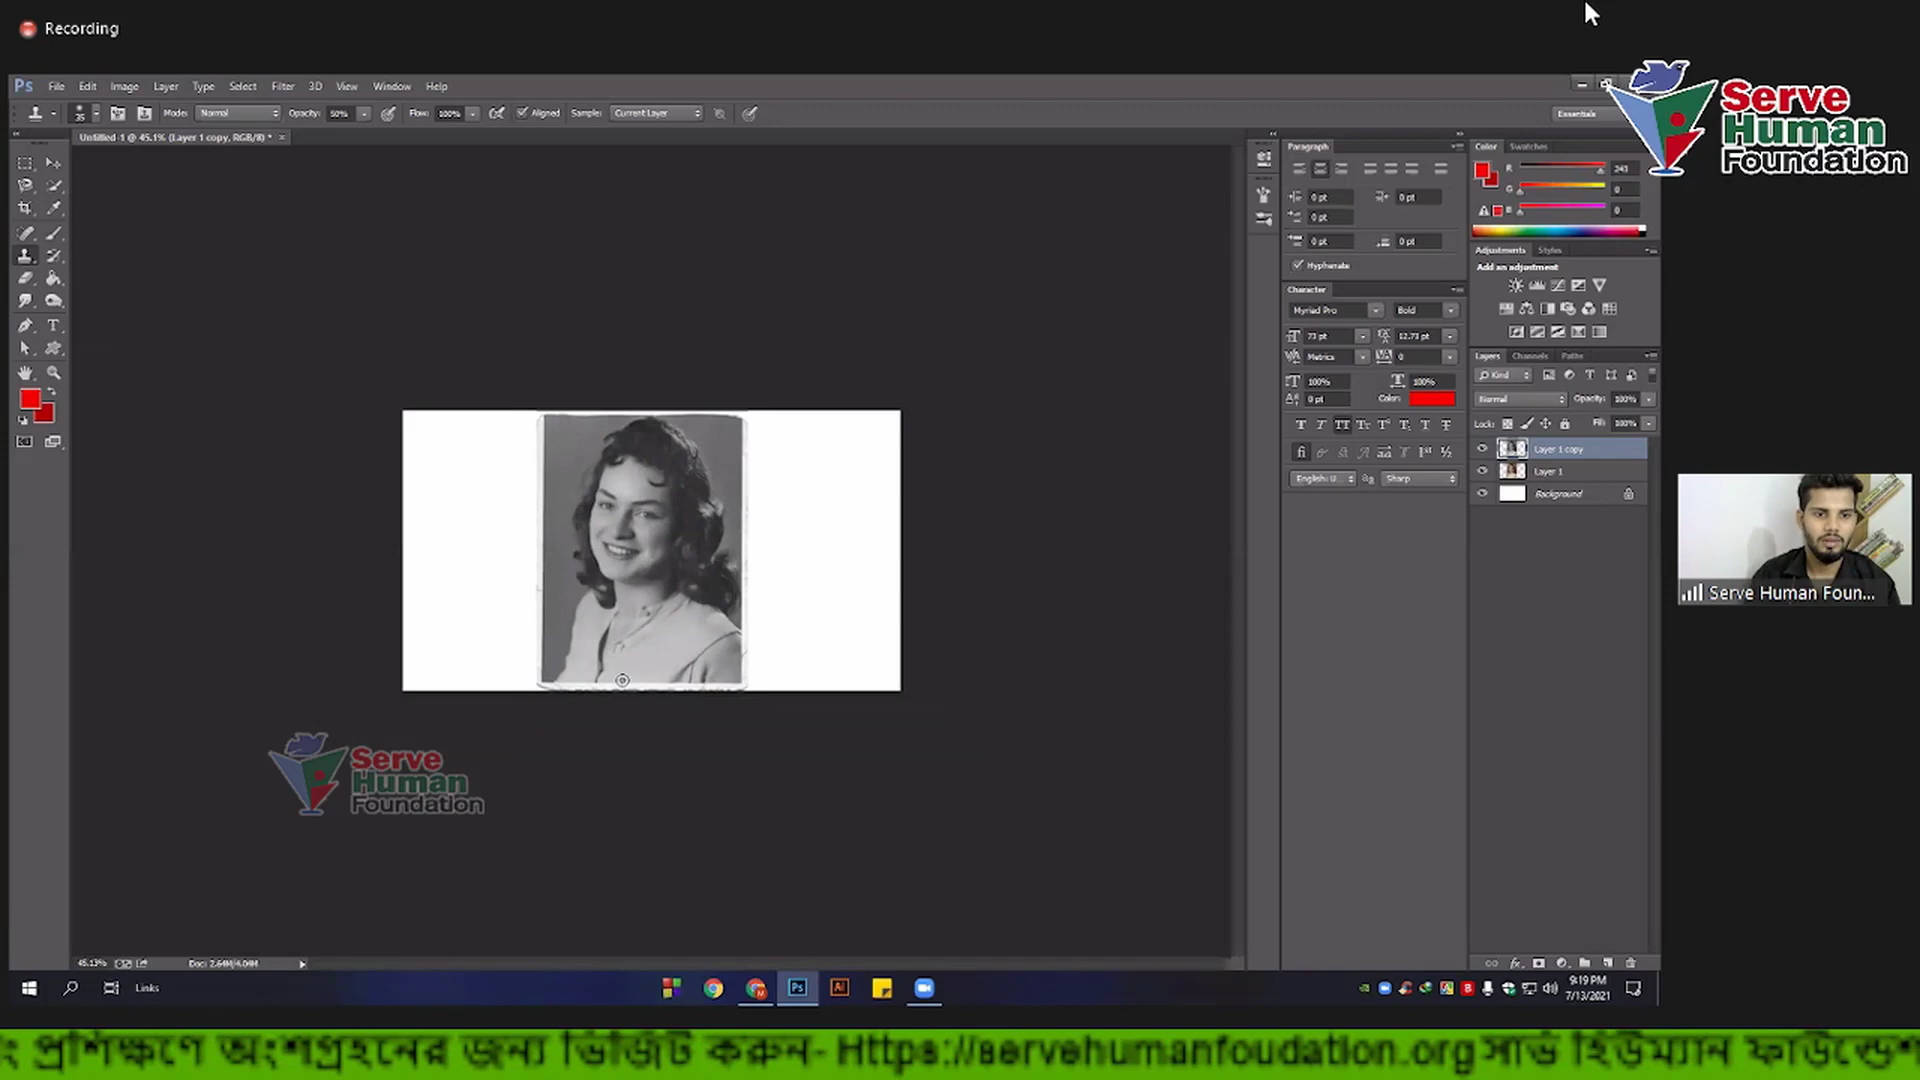 Recording
Ps File Edit Image Layer Type Select Filter 3D View Window Help
35 Mode: Normal Opacity: 50% Flow: 100% Aligned Sample: Current Layer Essentials
Untitled-1 @ 45.1% (Layer 1 copy, RGB/8) *
Serve
Human
Foundation
Paragraph
0 pt 0 pt
0 pt
0 pt 0 pt
Hyphenate
Character
Myriad Pro Bold
73 pt 12.73 pt
Metrics 0
100% 100%
0 pt Color:
English: U... Sharp
Color Swatches
R 243
G 0
B 0
Adjustments Styles
Add an adjustment
Layers Channels Paths
Kind
Normal Opacity: 100%
Lock: Fill: 100%
Layer 1 copy
Layer 1
Background
Serve Human Foun...
Serve
Human
Foundation
45.13% Doc: 2.64M/4.04M
Links
9:19 PM
7/13/2021
প্রশিক্ষণে অংশগ্রহনের জন্য ভিজিট করুন- Https://servehumanfoudation.org সার্ভ হিউম্যান